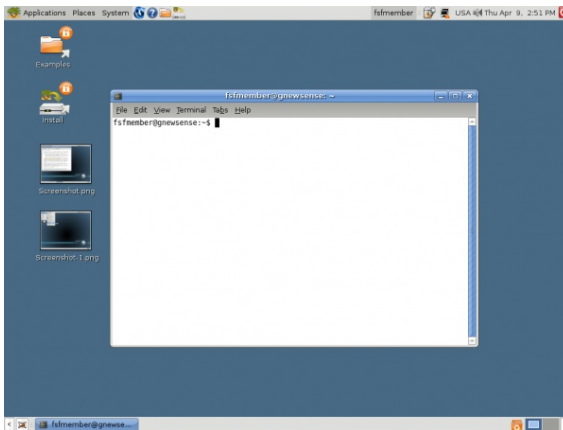 Applications Places System
fsfmember
USA
Thu Apr 9, 2:51 PM
Examples
Install
Screenshot.png
Screenshot-1.png
fsfmember@gnewsense: ~
File Edit View Terminal Tabs Help
fsfmember@gnewsense:~$
fsfmember@gnewse...